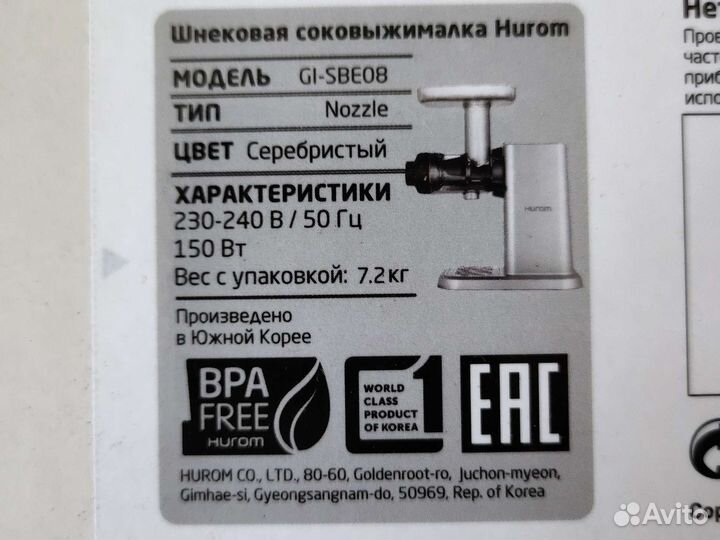 Шнековая соковыжималка Hurom
МОДЕЛЬ GI-SBE08
ТИП Nozzle
ЦВЕТ Серебристый
ХАРАКТЕРИСТИКИ
230-240 В / 50 Гц
150 Вт
Вес с упаковкой: 7.2кг
Произведено
в Южной Корее
HUROM
BPA
FREE
HUROM
WORLD
CLASS
PRODUCT
OF KOREA
C1
EAC
HUROM CO., LTD., 80-60, Goldenroot-ro, Juchon-myeon,
Gimhae-si, Gyeongsangnam-do, 50969, Rep. of Korea
Avito